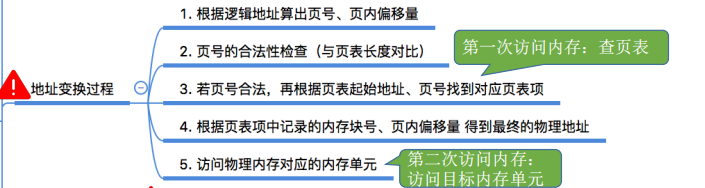 1. 根据逻辑地址算出页号、页内偏移量
2. 页号的合法性检查（与页表长度对比）
第一次访问内存：查页表
地址变换过程
3. 若页号合法，再根据页表起始地址、页号找到对应页表项
4. 根据页表项中记录的内存块号、页内偏移量 得到最终的物理地址
5. 访问物理内存对应的内存单元
第二次访问内存：
访问目标内存单元